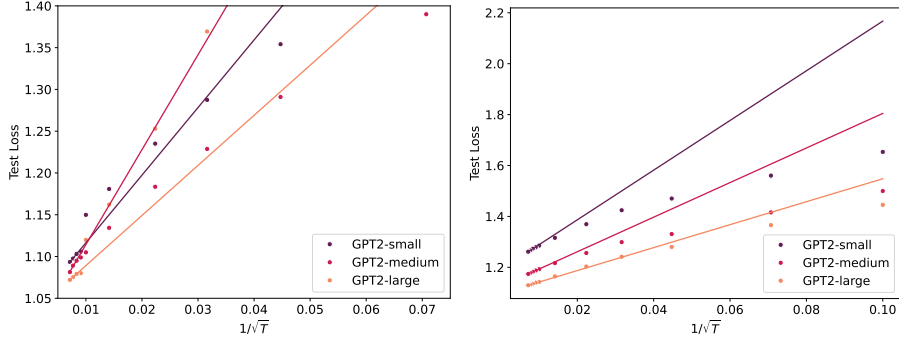 1.40
1.35
1.30
1.25
1.20
1.15
1.10
1.05
Test Loss
0.01 0.02 0.03 0.04 0.05 0.06 0.07
1/√T
GPT2-small
GPT2-medium
GPT2-large
2.2
2.0
1.8
1.6
1.4
1.2
Test Loss
0.02 0.04 0.06 0.08 0.10
1/√T
GPT2-small
GPT2-medium
GPT2-large